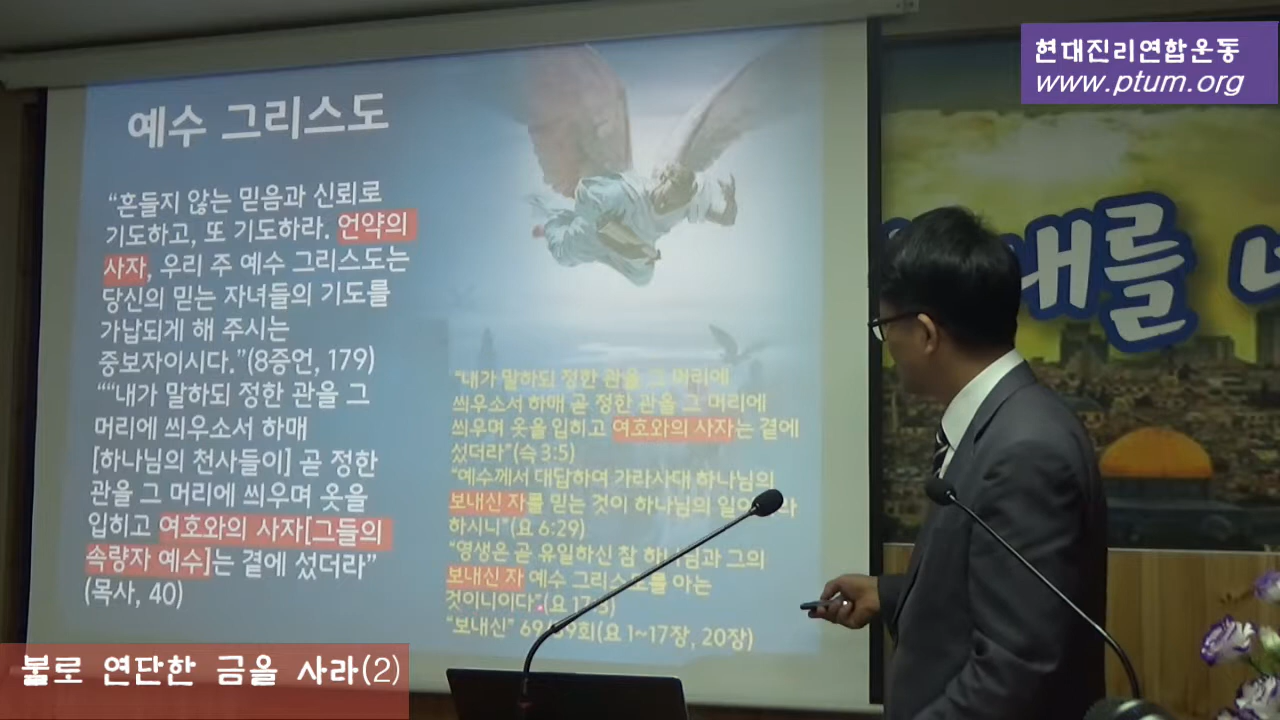 현대진리연합운동
www.ptum.org
예수 그리스도
“흔들지 않는 믿음과 신뢰로
기도하고, 또 기도하라. 언약의
사자, 우리 주 예수 그리스도는
당신의 믿는 자녀들의 기도를
가납되게 해 주시는
중보자이시다.”(8증언, 179)
““내가 말하되 정한 관을 그
머리에 씌우소서 하매
[하나님의 천사들이] 곧 정한
관을 그 머리에 씌우며 옷을
입히고 여호와의 사자[그들의
속량자 예수]는 곁에 섰더라”
(목사, 40)
“내가 말하되 정한 관을 그 머리에
씌우소서 하매 곧 정한 관을 그 머리에
씌우며 옷을 입히고 여호와의 사자는 곁에
섰더라”(슥 3:5)
“예수께서 대답하여 가라사대 하나님의
보내신 자를 믿는 것이 하나님의
하시니”(요 6:29)
“영생은 곧 유일하신 참 하나님과 그의
보내신 자 예수 그리스도를 아는
것이니이다”(요 17:3)
“보내신” 69/89회(요 1~17장, 20장)
내를
불로 연단한 금을 사라(2)